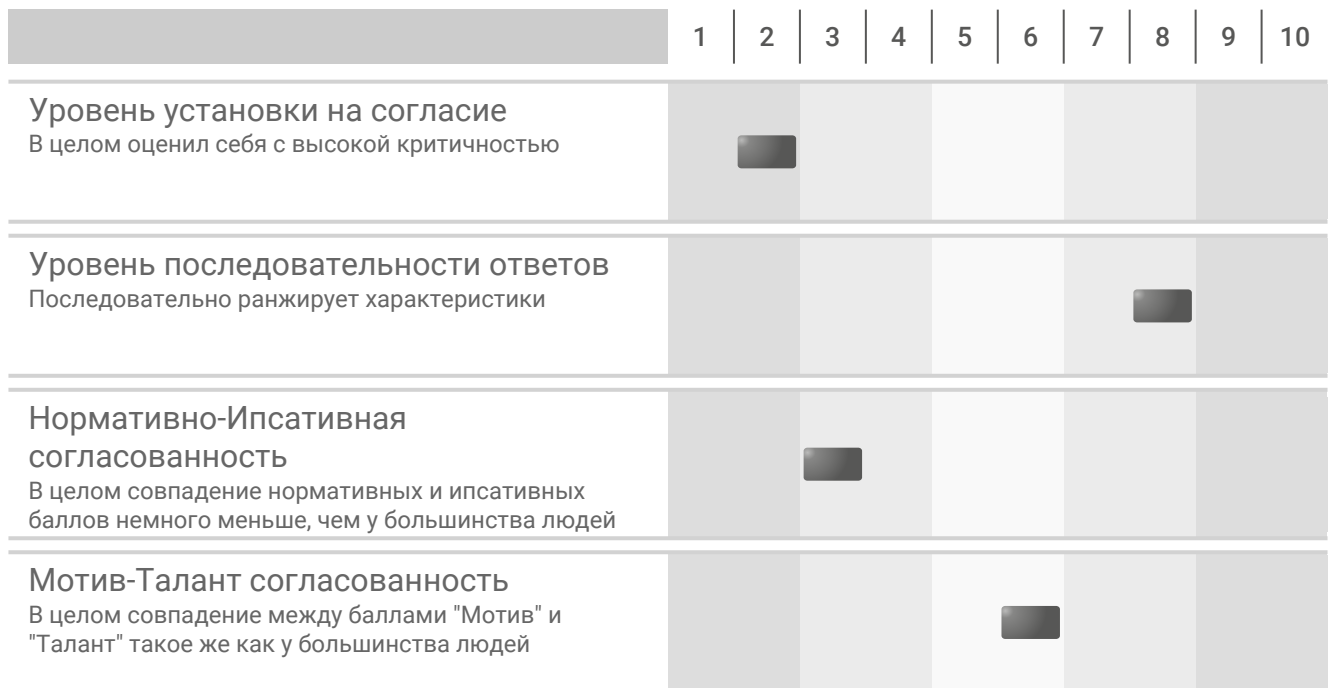 1 2 3 4 5 6 7 8 9 10
Уровень установки на согласие
В целом оценил себя с высокой критичностью
Уровень последовательности ответов
Последовательно ранжирует характеристики
Нормативно-Ипсативная
согласованность
В целом совпадение нормативных и ипсативных
баллов немного меньше, чем у большинства людей
Мотив-Талант согласованность
В целом совпадение между баллами "Мотив" и
"Талант" такое же как у большинства людей